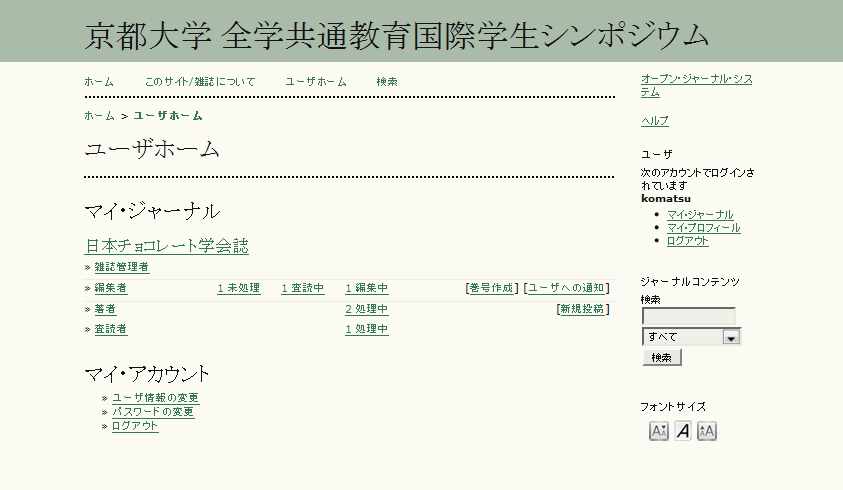 京都大学 全学共通教育国際学生シンポジウム
ホーム このサイト/雑誌について ユーザホーム 検索
ホーム > ユーザホーム
ユーザホーム
マイ・ジャーナル
日本チョコレート学会誌
» 雑誌管理者
» 編集者 1 未処理 1 査読中 1 編集中 [番号作成] [ユーザへの通知]
» 著者 2 処理中 [新規投稿]
» 査読者 1 処理中
マイ・アカウント
» ユーザ情報の変更
» パスワードの変更
» ログアウト
オープン・ジャーナル・シス
テム
ヘルプ
ユーザ
次のアカウントでログインさ
れています
komatsu
• マイ・ジャーナル
• マイ・プロフィール
• ログアウト
ジャーナルコンテンツ
検索
すべて
検索
フォントサイズ
AA A AA